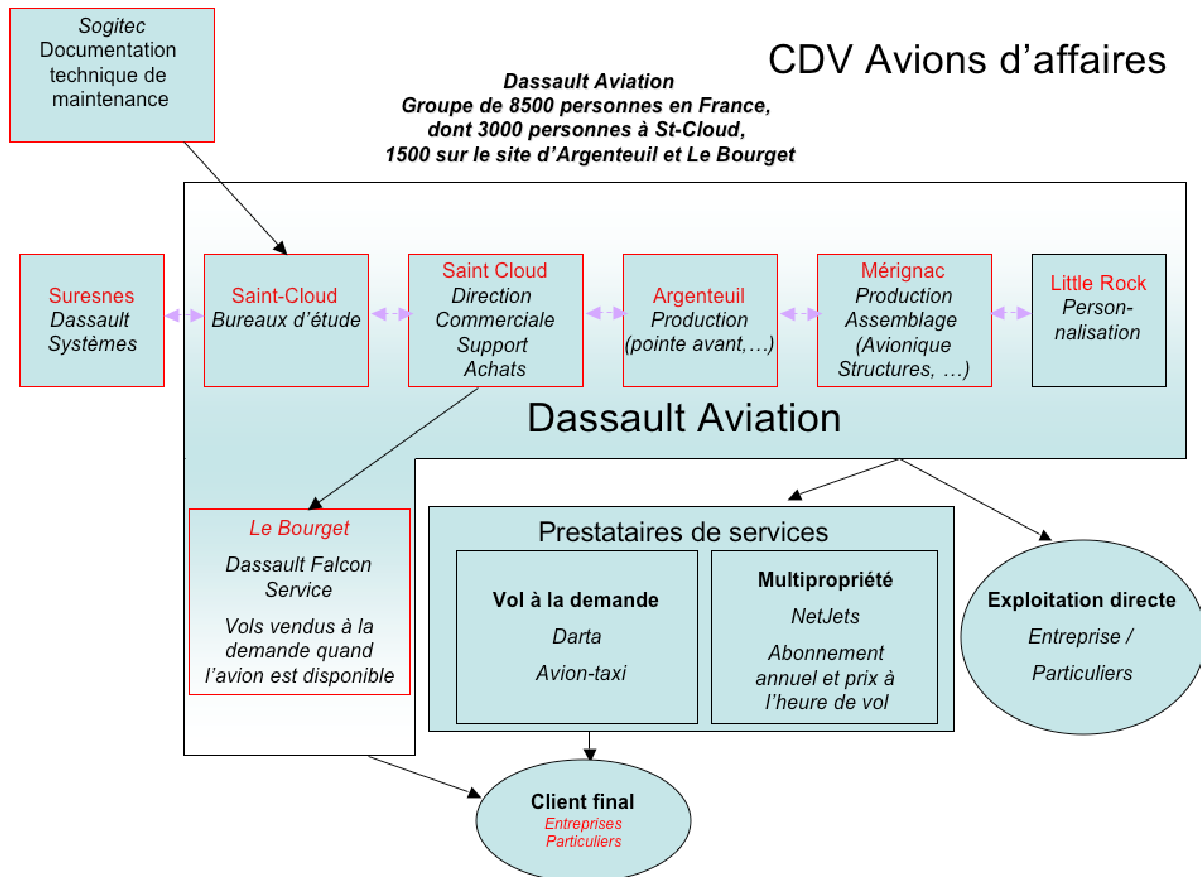 Sogitec
Documentation
technique de
maintenance
CDV Avions d'affaires
Dassault Aviation
Groupe de 8500 personnes en France,
dont 3000 personnes à St-Cloud,
1500 sur le site d'Argenteuil et Le Bourget
Suresnes
Dassault
Systèmes
Saint-Cloud
Bureaux d'étude
Saint Cloud
Direction
Commerciale
Support
Achats
Argenteuil
Production
(pointe avant,…)
Mérignac
Production
Assemblage
(Avionique
Structures, …)
Little Rock
Person-
nalisation
Dassault Aviation
Le Bourget
Dassault Falcon
Service
Vols vendus à la
demande quand
l'avion est disponible
Prestataires de services
Vol à la demande
Darta
Avion-taxi
Multipropriété
NetJets
Abonnement
annuel et prix à
l'heure de vol
Exploitation directe
Entreprise /
Particuliers
Client final
Entreprises
Particuliers